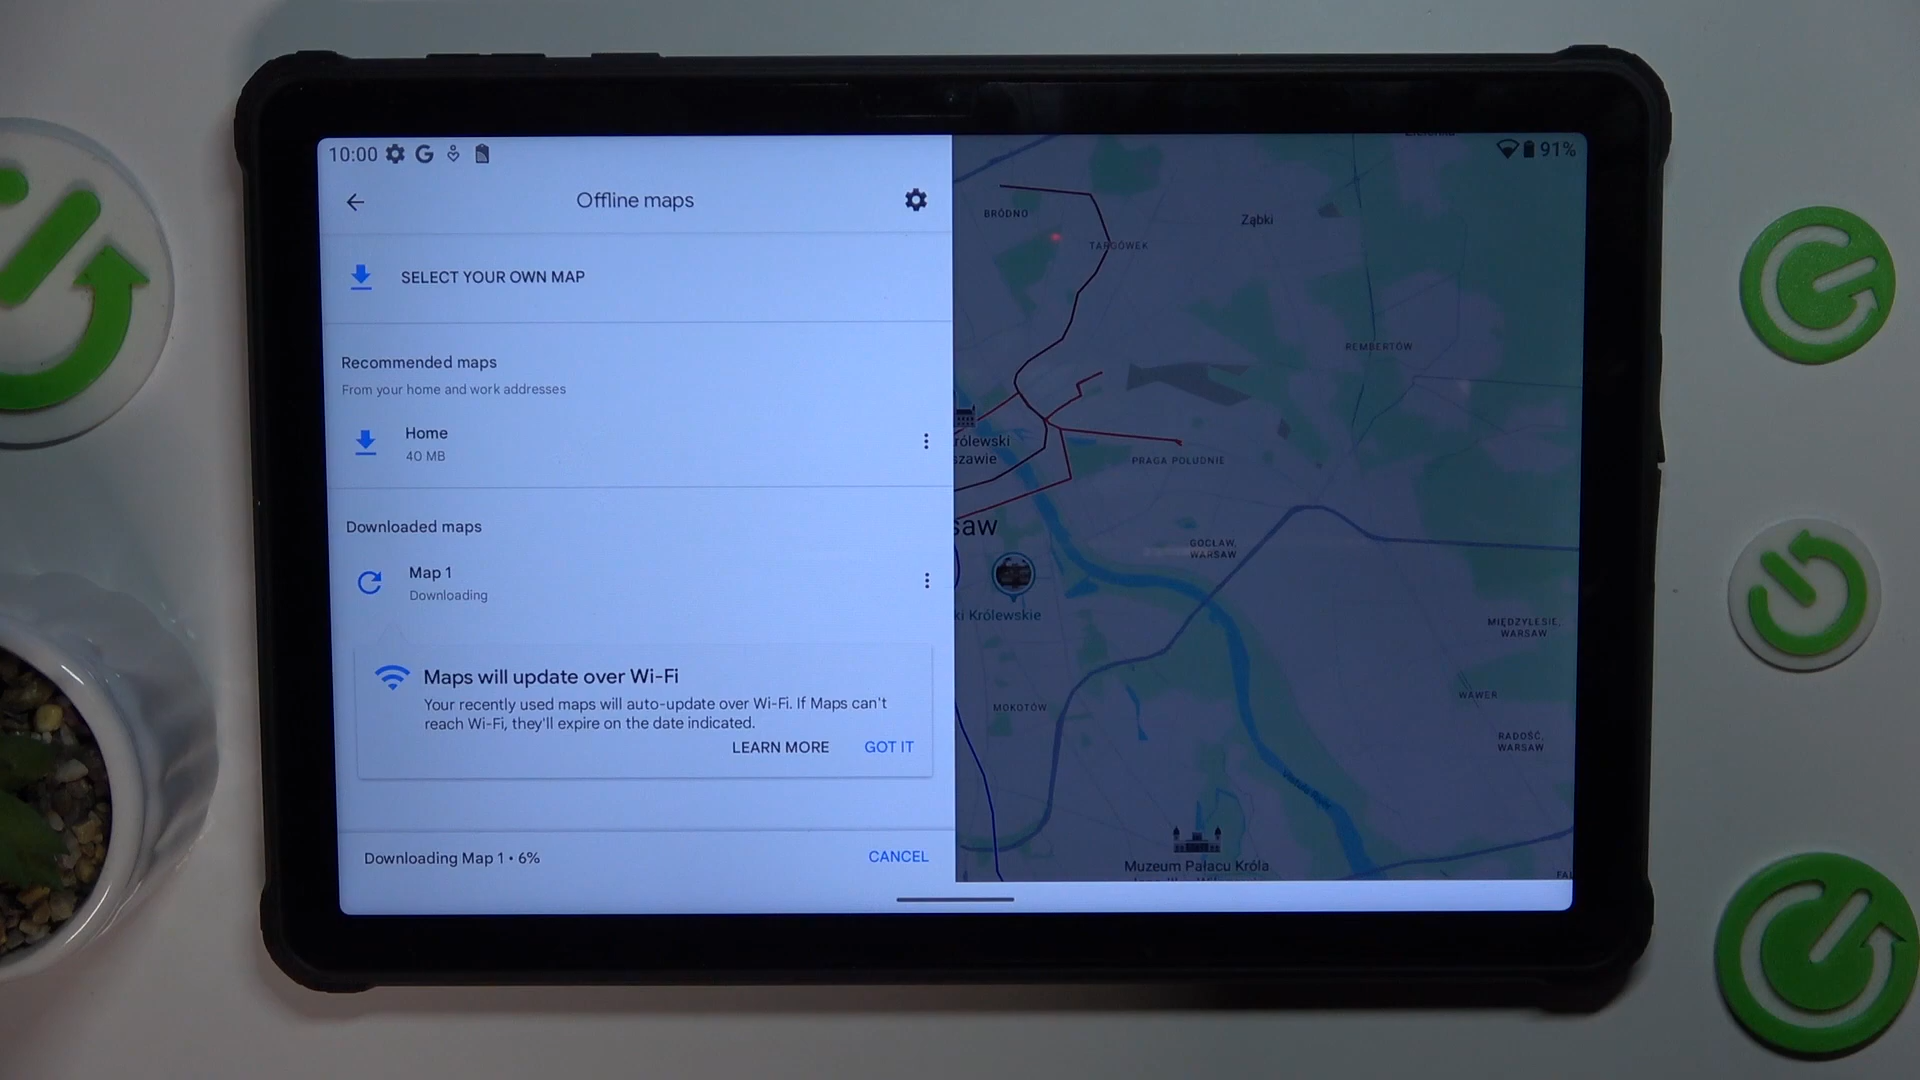 10:00
91%
Offline maps
SELECT YOUR OWN MAP
Recommended maps
From your home and work addresses
Home
40 MB
Downloaded maps
Map 1
Downloading
Maps will update over Wi-Fi
Your recently used maps will auto-update over Wi-Fi. If Maps can't
reach Wi-Fi, they'll expire on the date indicated.
LEARN MORE GOT IT
Downloading Map 1 • 6%
CANCEL
BRÓDNO
TARGÓWEK
Ząbki
REMBERTÓW
rólewski
szawie
PRAGA POŁUDNIE
saw
GOCŁAW,
WARSAW
ki Królewskie
MIĘDZYLESIE,
WARSAW
WAWER
MOKOTÓW
RADOŚĆ,
WARSAW
Muzeum Pałacu Króla